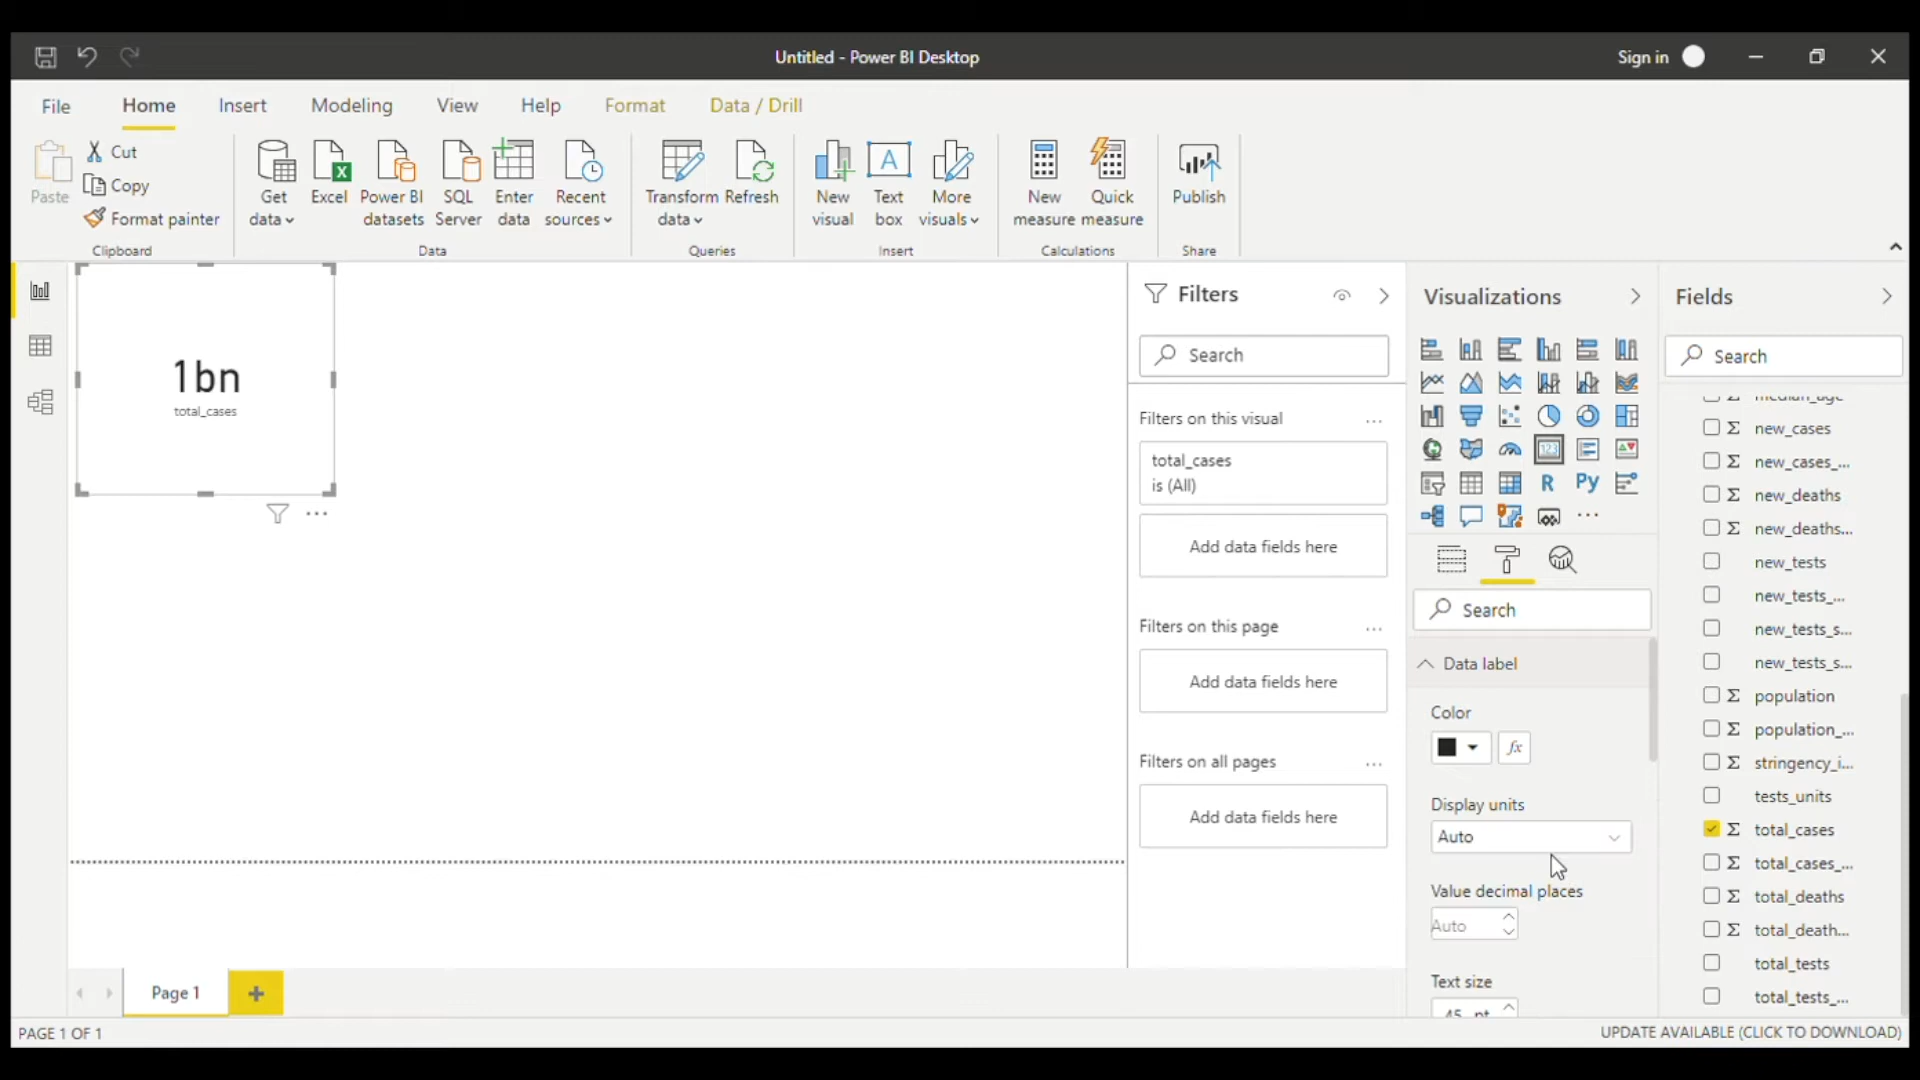 Untitled - Power BI Desktop
Sign in
File
Home
Insert
Modeling
View
Help
Format
Data / Drill
Paste
Cut
Copy
Format painter
Clipboard
Get
data
Excel
Power BI
datasets
SQL
Server
Enter
data
Recent
sources
Data
Transform
data
Refresh
Queries
New
visual
A
Text
box
More
visuals
Insert
New
measure
Quick
measure
Calculations
Publish
Share
1bn
total_cases
Filters
Search
Filters on this visual
...
total_cases
is (All)
Add data fields here
Filters on this page
...
Add data fields here
Filters on all pages
...
Add data fields here
Visualizations
123
R
Py
...
Search
Data label
Color
fx
Display units
Auto
Value decimal places
Auto
Text size
45 pt
Fields
Search
median_age
Σ new_cases
Σ new_cases_...
Σ new_deaths
Σ new_deaths...
new_tests
new_tests_...
new_tests_s...
new_tests_s...
Σ population
Σ population_...
Σ stringency_i...
tests_units
Σ total_cases
Σ total_cases_...
Σ total_deaths
Σ total_death...
total_tests
total_tests_...
Page 1
+
PAGE 1 OF 1
UPDATE AVAILABLE (CLICK TO DOWNLOAD)